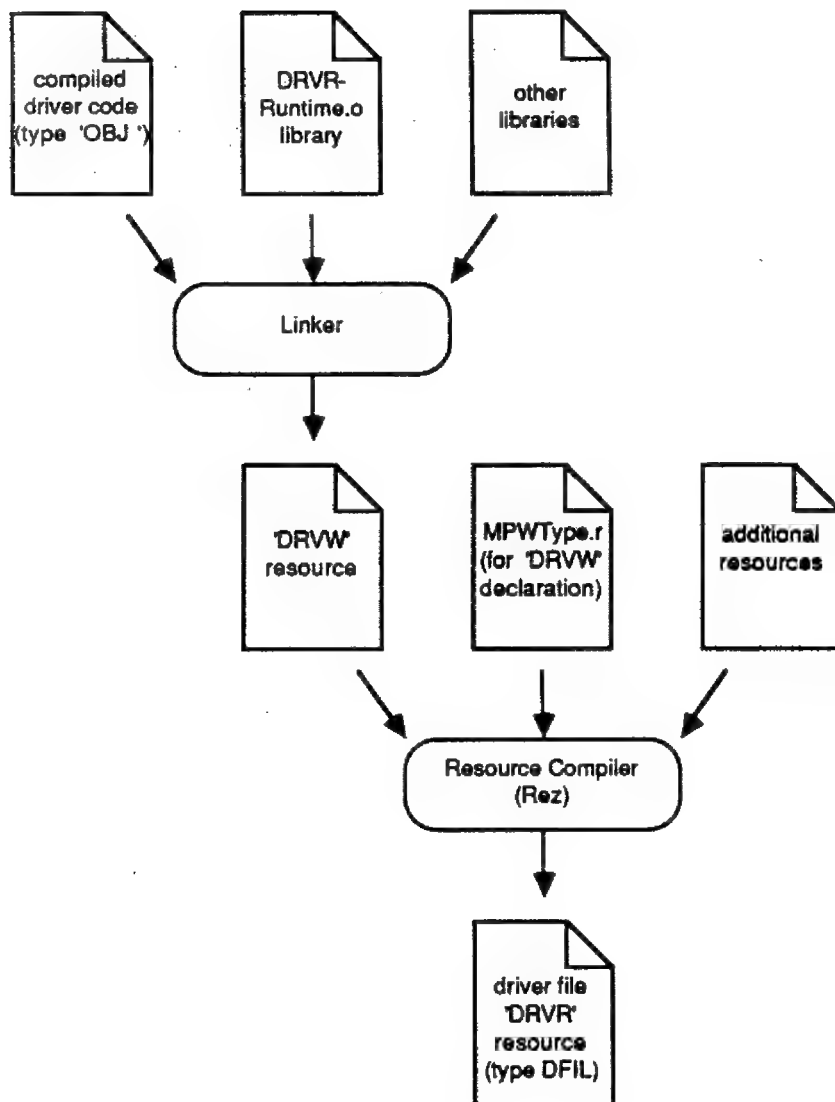 compiled
driver code
(type 'OBJ ')
DRVR-
Runtime.o
library
other
libraries
Linker
'DRVW'
resource
MPWType.r
(for 'DRVW'
declaration)
additional
resources
Resource Compiler
(Rez)
driver file
'DRVR'
resource
(type DFIL)